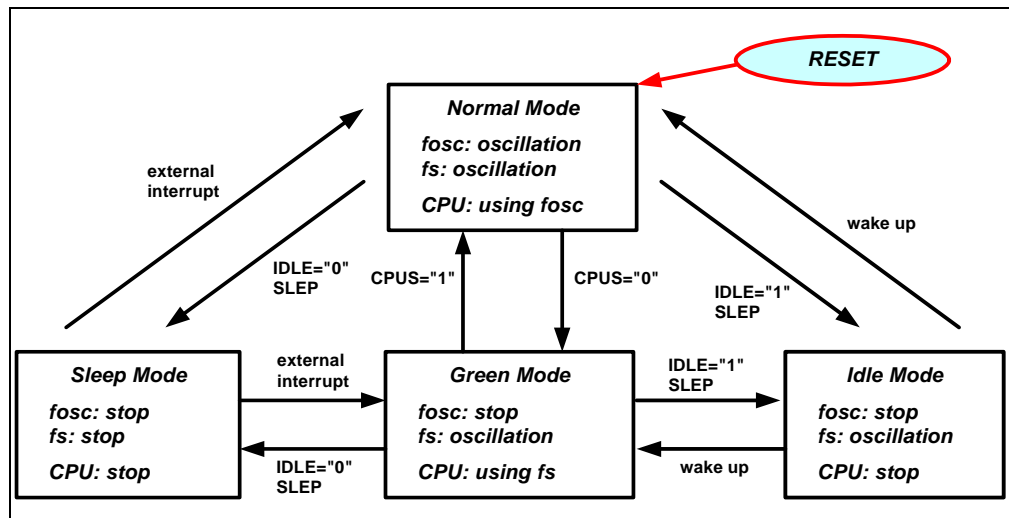 RESET
Normal Mode
fosc: oscillation
fs: oscillation
CPU: using fosc
external
interrupt
wake up
IDLE="0"
SLEP
CPUS="1"
CPUS="0"
IDLE="1"
SLEP
Sleep Mode
fosc: stop
fs: stop
CPU: stop
external
interrupt
IDLE="0"
SLEP
Green Mode
fosc: stop
fs: oscillation
CPU: using fs
IDLE="1"
SLEP
wake up
Idle Mode
fosc: stop
fs: oscillation
CPU: stop